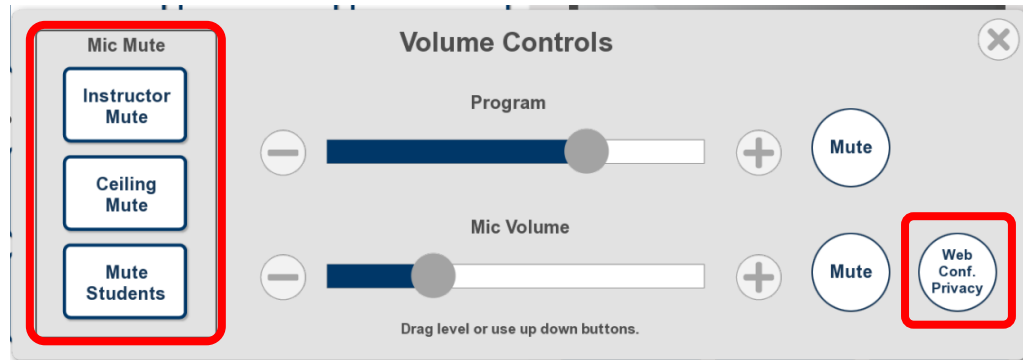 Mic Mute
Instructor
Mute
Ceiling
Mute
Mute
Students
Volume Controls
Program
Mute
Mic Volume
Mute
Web
Conf.
Privacy
Drag level or use up down buttons.